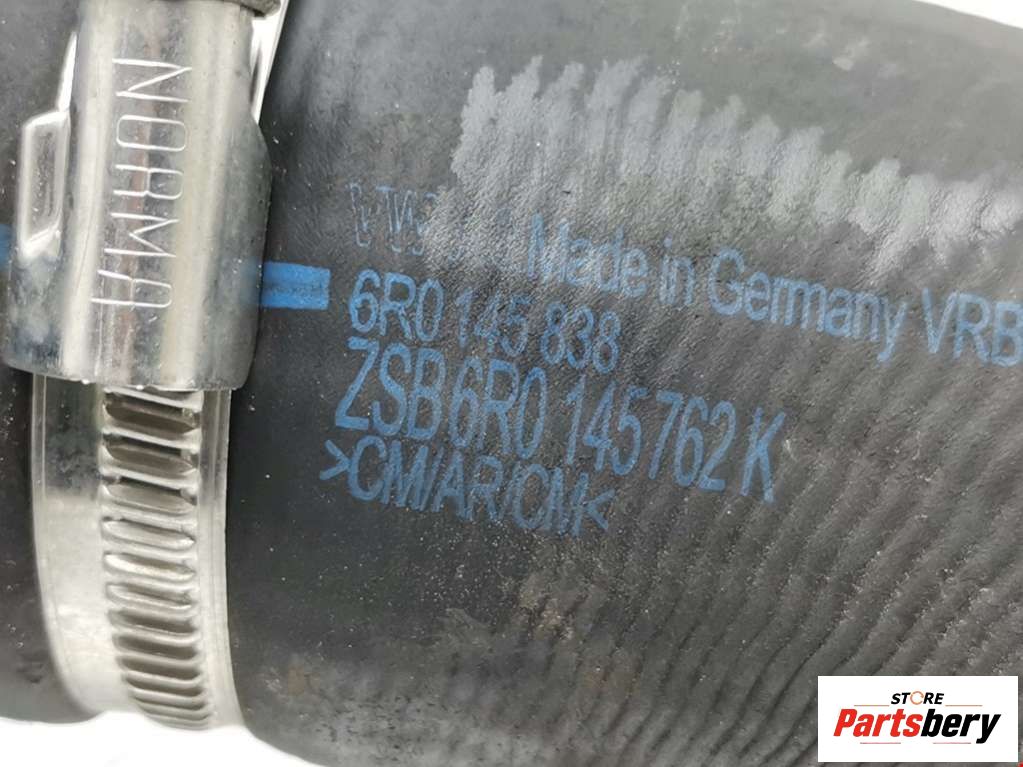 NORMA
Made in Germany VRB
6R0 145 838
ZSB 6R0 145 762 K
>CM/AR/CM<
STORE
Partsbery